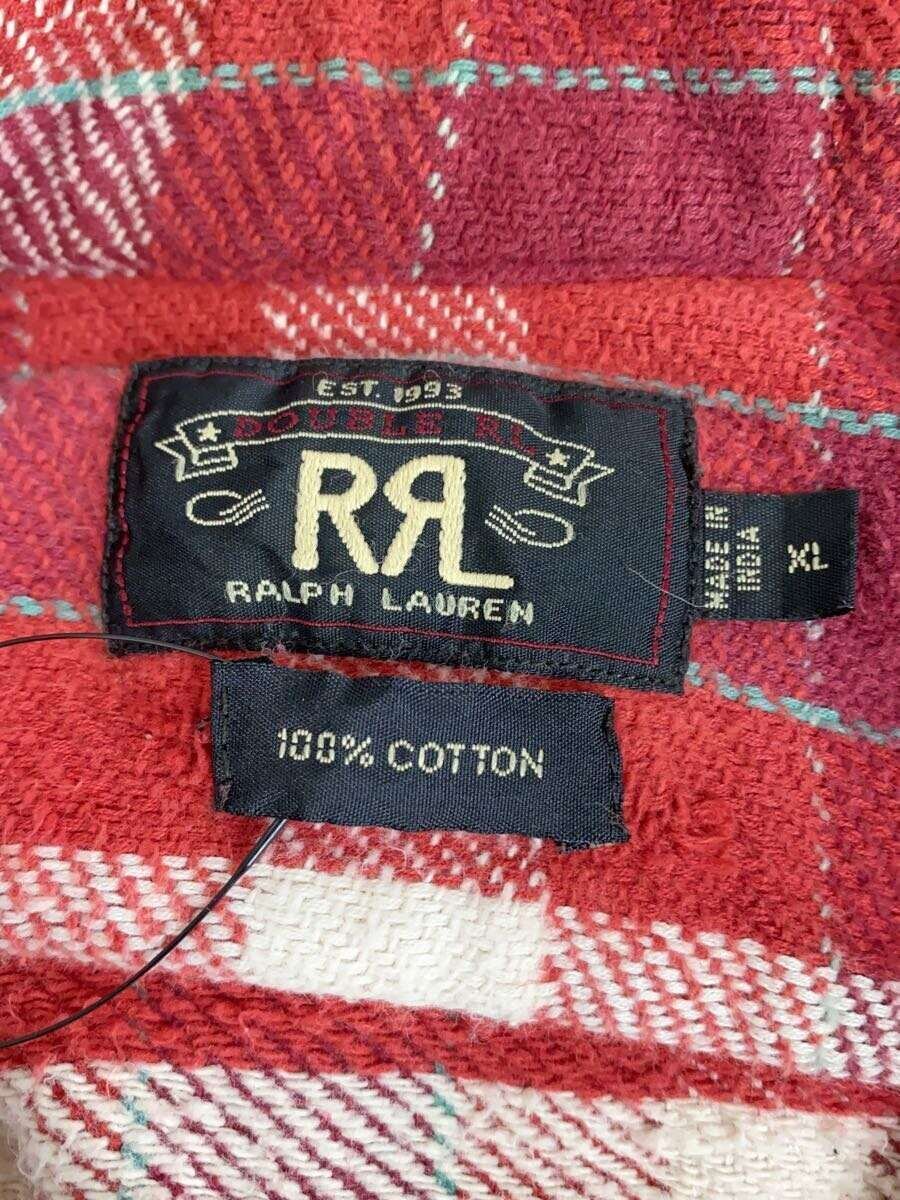 EST. 1993
DOUBLE RL
RRL
RALPH LAUREN
MADE IN
INDIA
XL
100% COTTON